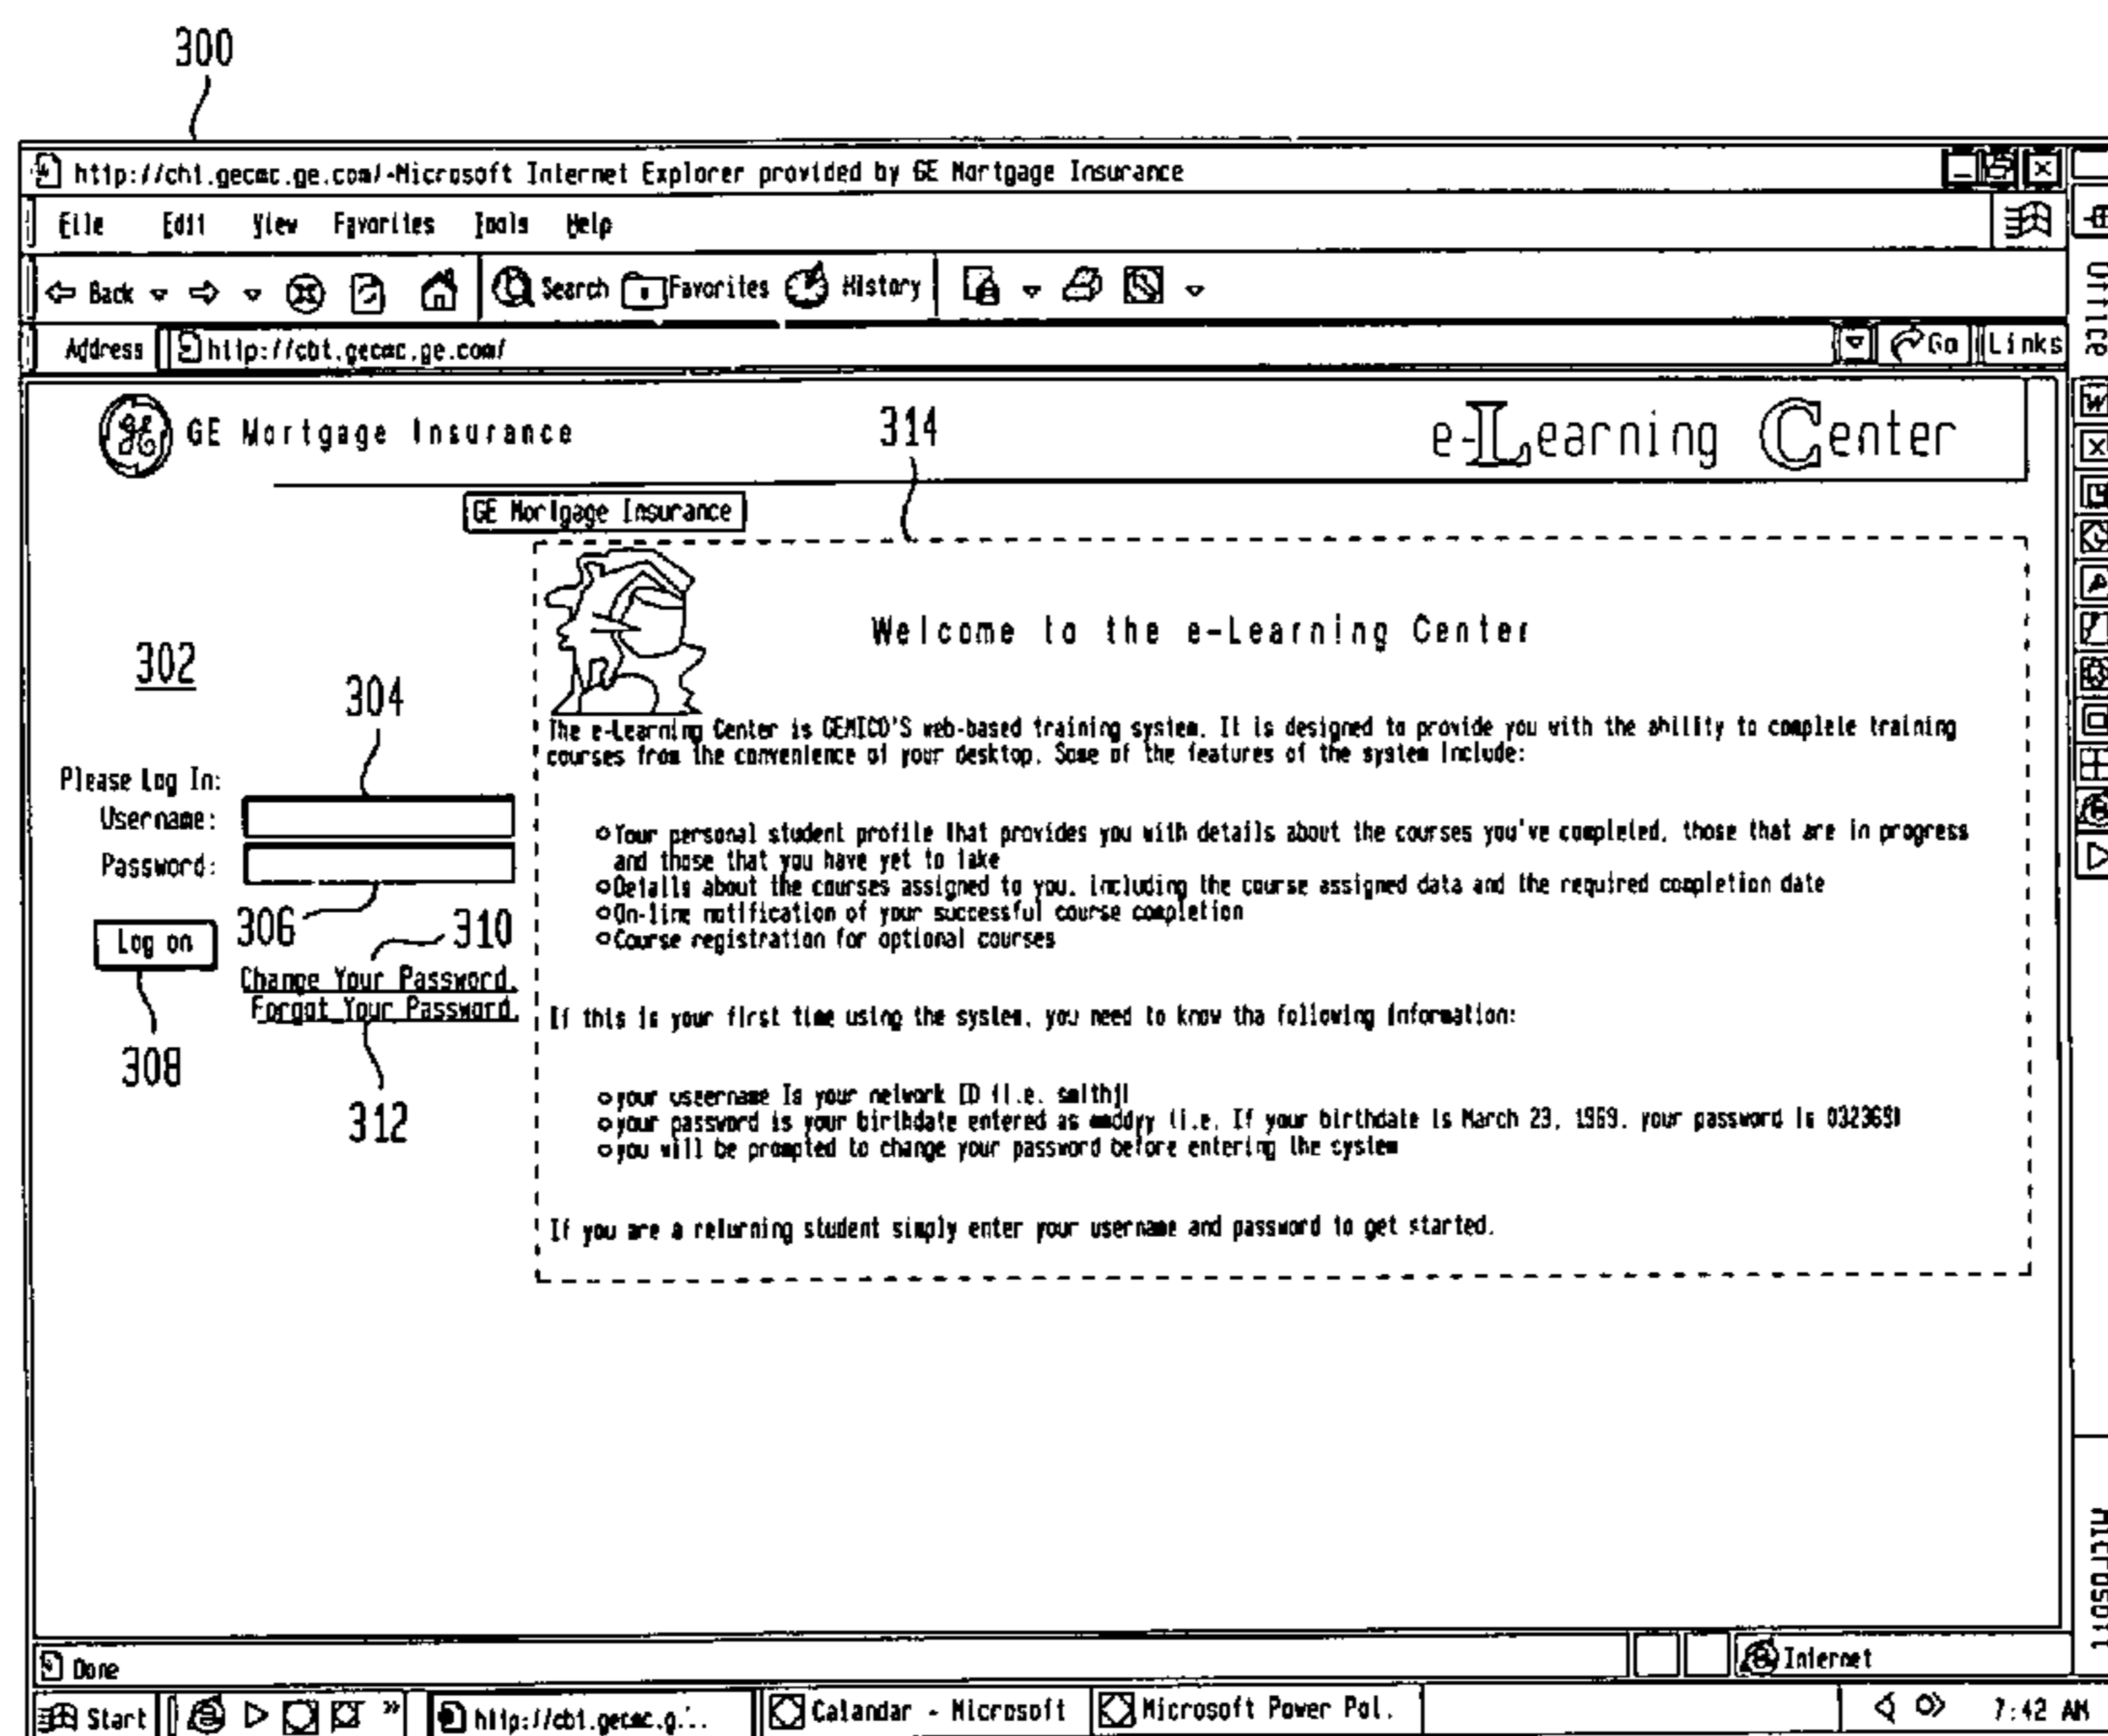 300
http://cht.gecmc.ge.com/-Microsoft Internet Explorer provided by GE Mortgage Insurance
File Edit View Favorites Tools Help
Back Search Favorites History
Address http://cbt.gecmc.ge.com/ Go Links
Office
GE Mortgage Insurance 314 e-Learning Center
GE Mortgage Insurance
Welcome to the e-Learning Center
302
304
The e-Learning Center is GEMICO'S web-based training system. It is designed to provide you with the ability to complete training
courses from the convenience of your desktop. Some of the features of the system include:
Please Log In:
Username:
Password:
306
310
Log on
Change Your Password.
Forgot Your Password.
308
312
Your personal student profile that provides you with details about the courses you've completed, those that are in progress
and those that you have yet to take
Details about the courses assigned to you, including the course assigned data and the required completion date
On-line notification of your successful course completion
Course registration for optional courses
If this is your first time using the system, you need to know tha following information:
your useername Is your network ID (i.e. smithj)
your password is your birthdate entered as mmddyy (i.e. If your birthdate is March 23, 1969, your password is 032369)
you will be prompted to change your password before entering the system
If you are a returning student simply enter your username and password to get started.
Microsoft
Done Internet
Start http://cbt.gecmc.g... Calandar - Microsoft Microsoft Power Poi. 7:42 AM